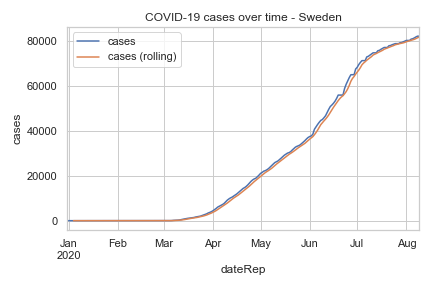 COVID-19 cases over time - Sweden
cases
cases (rolling)
80000
60000
40000
20000
0
cases
Jan Feb Mar Apr May Jun Jul Aug
2020
dateRep